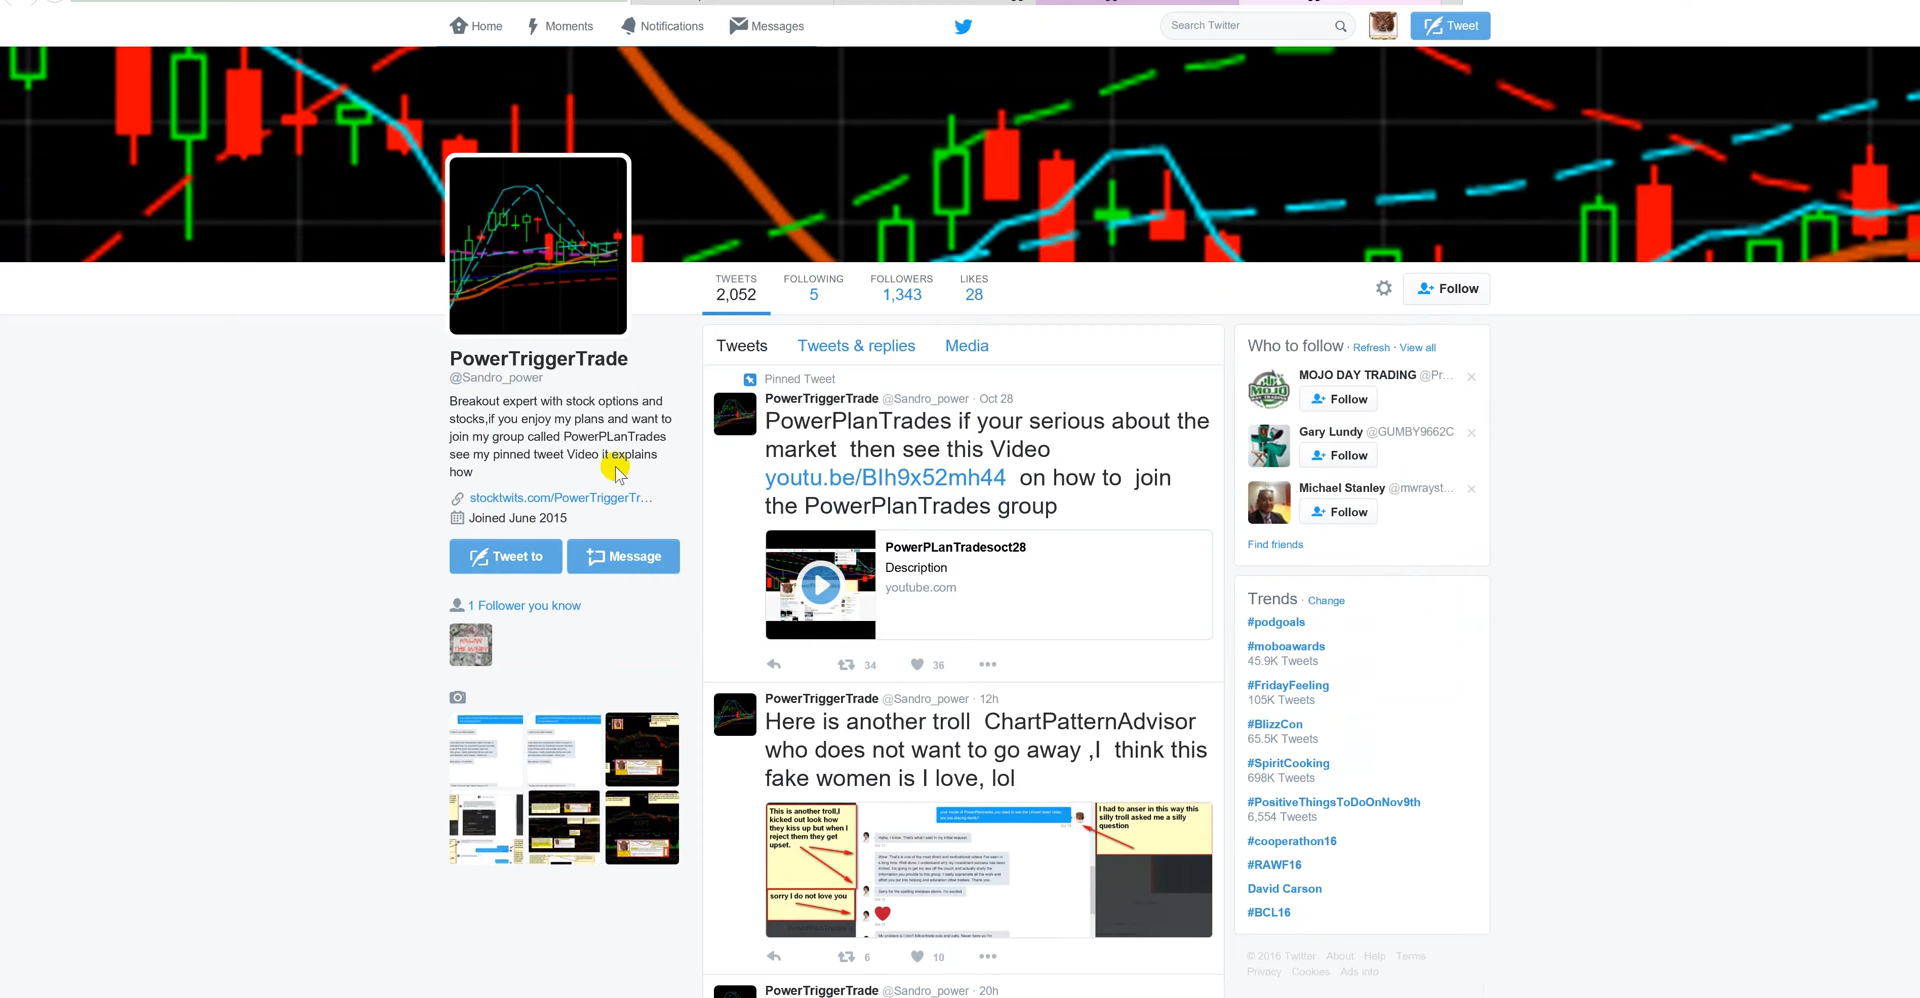 Home
Moments
Notifications
Messages
Search Twitter
Tweet
TWEETS
2,052
FOLLOWING
5
FOLLOWERS
1,343
LIKES
28
Follow
PowerTriggerTrade
@Sandro_power
Breakout expert with stock options and
stocks,if you enjoy my plans and want to
join my group called PowerPLanTrades
see my pinned tweet Video it explains
how
stocktwits.com/PowerTriggerTr…
Joined June 2015
Tweet to
Message
1 Follower you know
Tweets
Tweets & replies
Media
Pinned Tweet
PowerTriggerTrade @Sandro_power · Oct 28
PowerPlanTrades if your serious about the
market then see this Video
youtu.be/BIh9x52mh44 on how to join
the PowerPlanTrades group
PowerPLanTradesoct28
Description
youtube.com
34
36
PowerTriggerTrade @Sandro_power · 12h
Here is another troll ChartPatternAdvisor
who does not want to go away ,I think this
fake women is I love, lol
This is another troll,I
kicked out look how
they kiss up but when I
reject them they get
upset.
sorry I do not love you
I had to anser in this way this
silly troll asked me a silly
question
6
10
PowerTriggerTrade @Sandro_power · 20h
Who to follow · Refresh · View all
MOJO DAY TRADING @Pr…
Follow
Gary Lundy @GUMBY9662C
Follow
Michael Stanley @mwrayst…
Follow
Find friends
Trends · Change
#podgoals
#moboawards
45.9K Tweets
#FridayFeeling
105K Tweets
#BlizzCon
65.5K Tweets
#SpiritCooking
698K Tweets
#PositiveThingsToDoOnNov9th
6,554 Tweets
#cooperathon16
#RAWF16
David Carson
#BCL16
© 2016 Twitter About Help Terms
Privacy Cookies Ads info